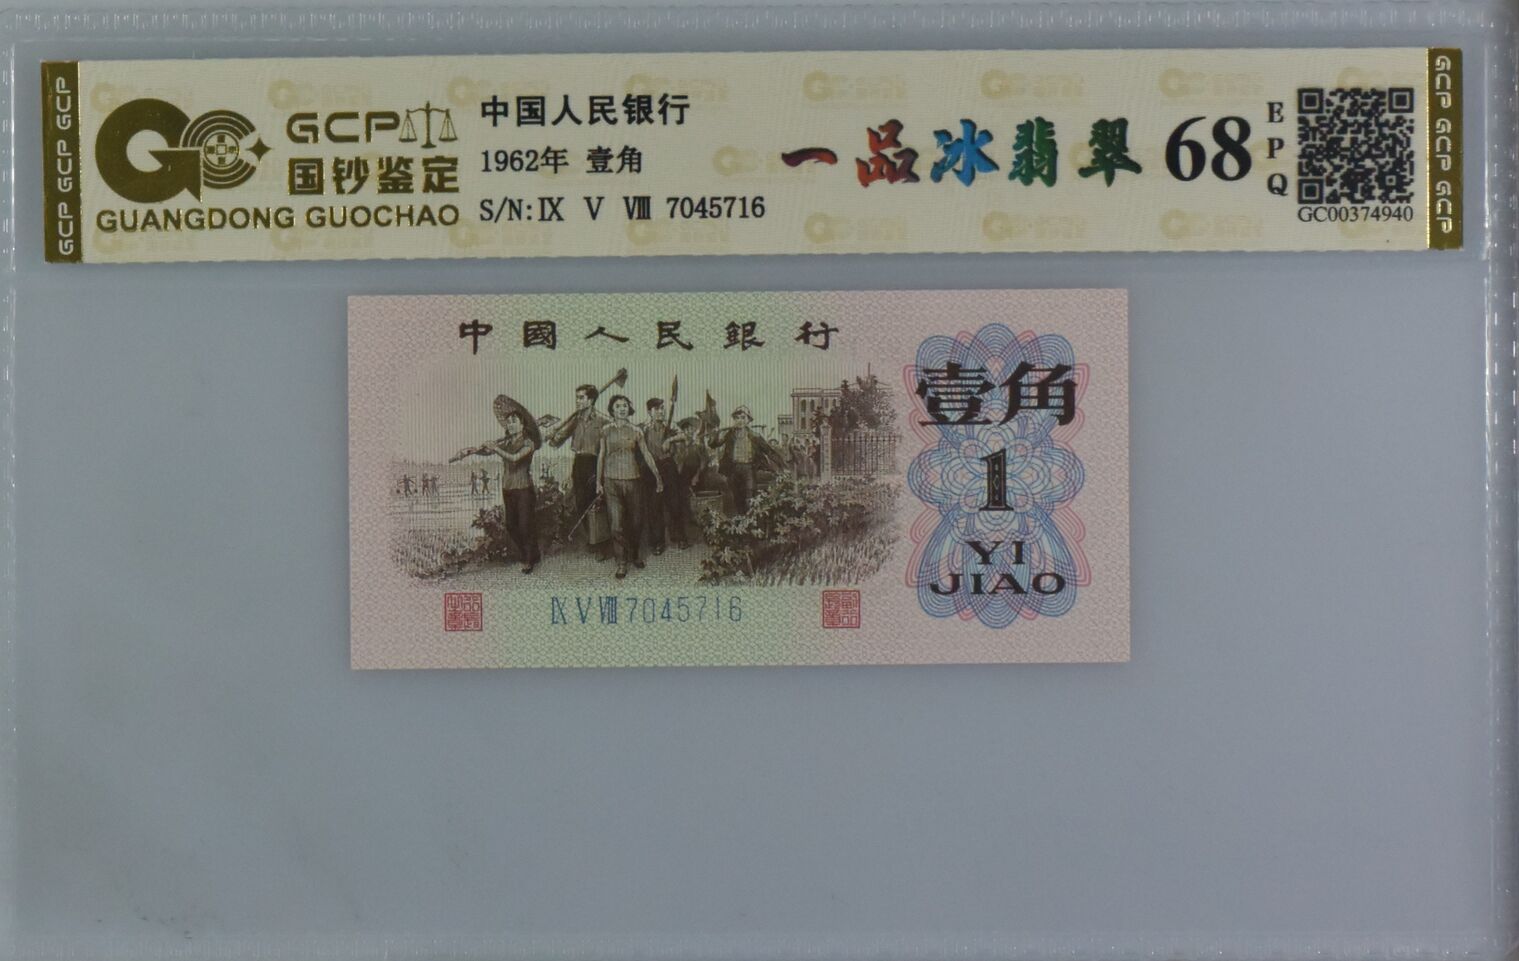 GCP GCP GCP
GCP
国钞鉴定
GUANGDONG GUOCHAO
中国人民银行
1962年 壹角
S/N:Ⅸ Ⅴ Ⅷ 7045716
一品冰翡翠
68
EPQ
GC00374940
GCP GCP GCP
中國人民銀行
壹角
1
YI
JIAO
ⅨⅤⅧ7045716